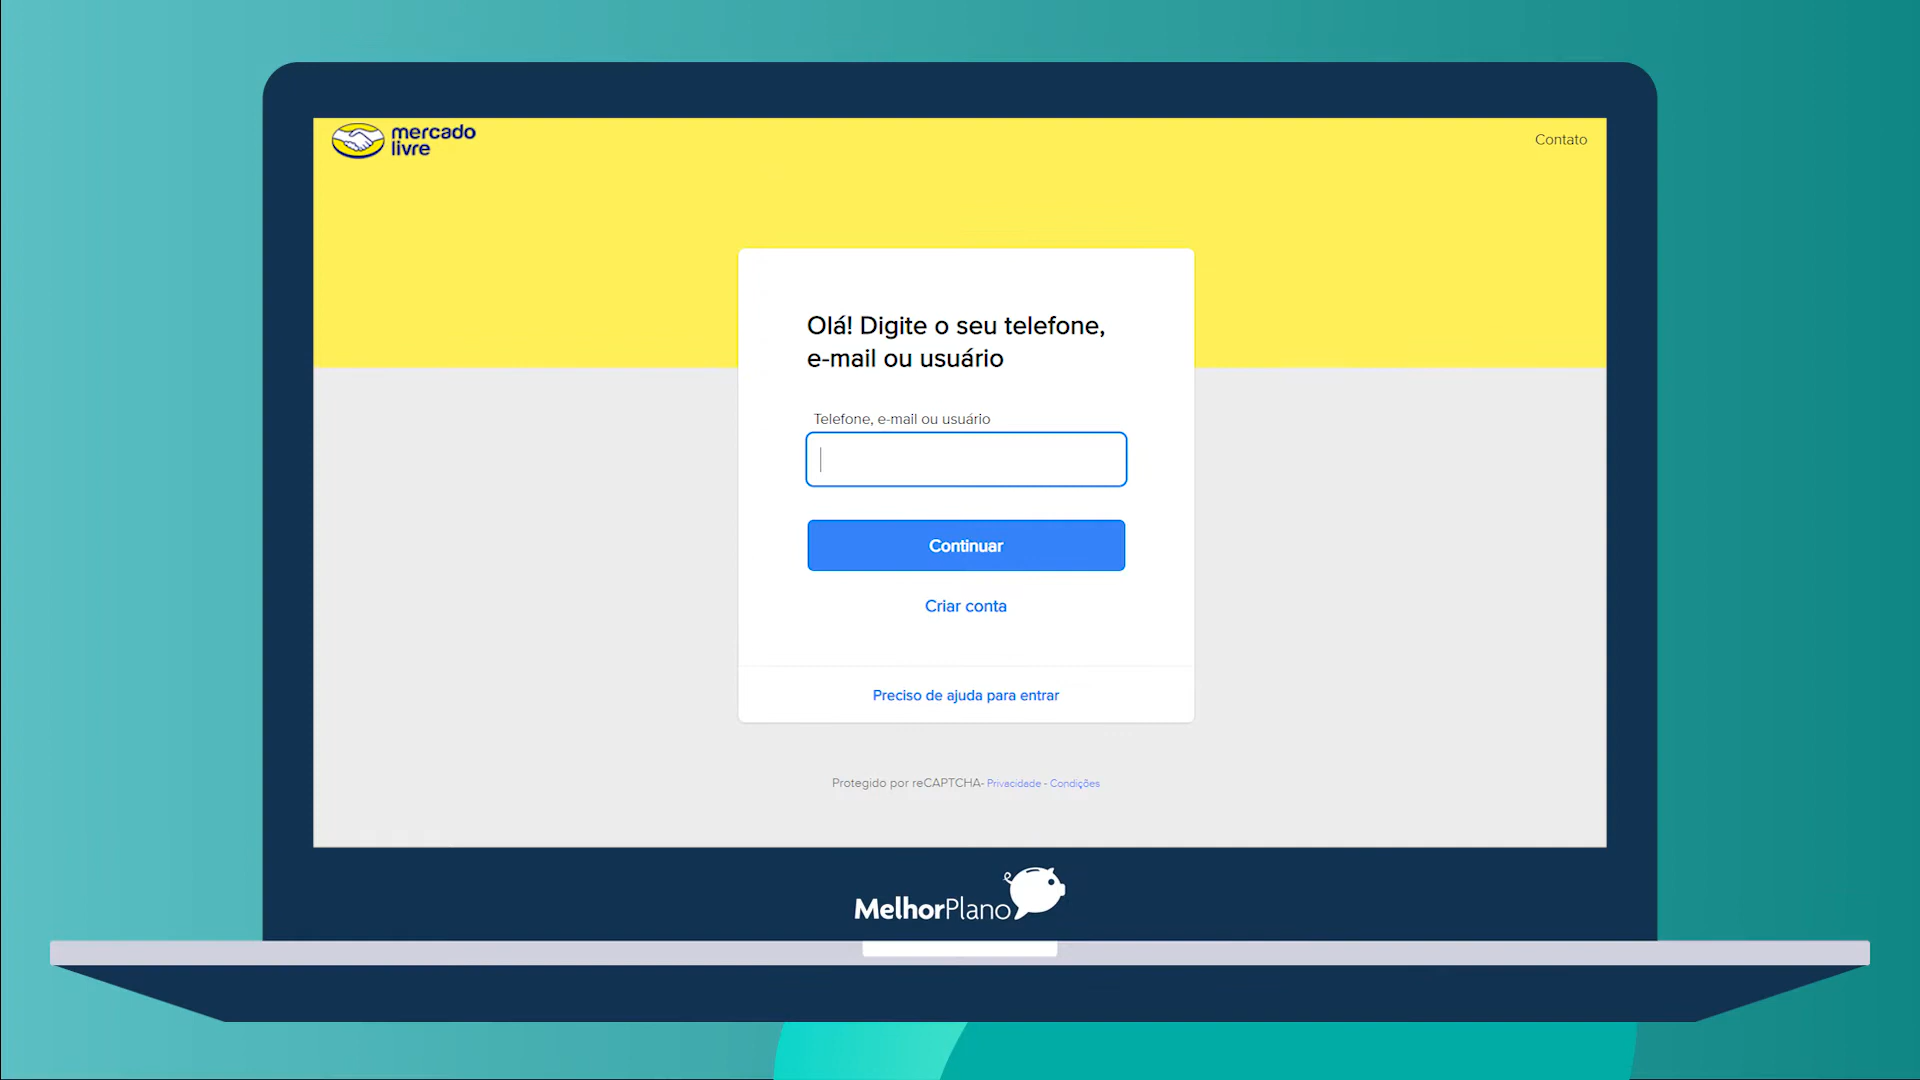 mercado
livre
Contato
Olá! Digite o seu telefone,
e-mail ou usuário
Telefone, e-mail ou usuário
Continuar
Criar conta
Preciso de ajuda para entrar
Protegido por reCAPTCHA- Privacidade - Condições
MelhorPlano